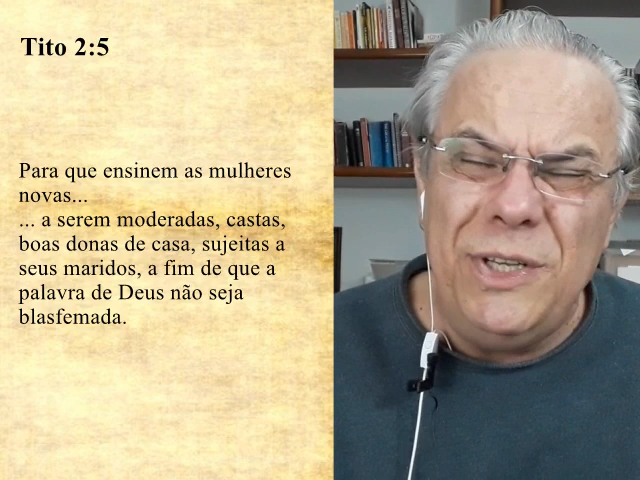 Tito 2:5
Para que ensinem as mulheres
novas...
... a serem moderadas, castas,
boas donas de casa, sujeitas a
seus maridos, a fim de que a
palavra de Deus não seja
blasfemada.